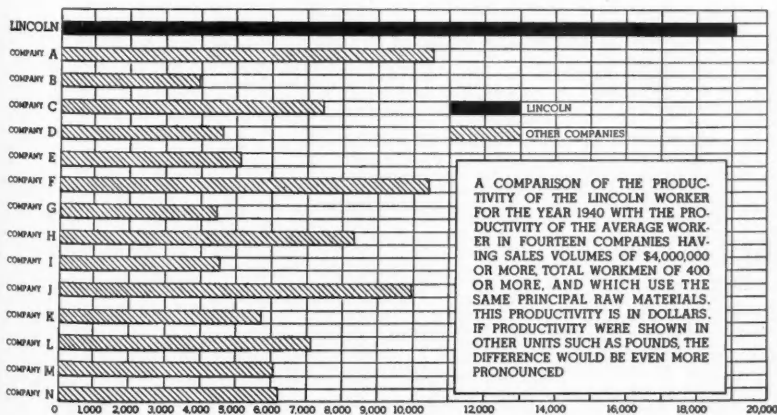 LINCOLN
COMPANY A
COMPANY B
COMPANY C
LINCOLN
COMPANY D
OTHER COMPANIES
COMPANY E
COMPANY F
COMPANY G
COMPANY H
COMPANY I
COMPANY J
COMPANY K
COMPANY L
COMPANY M
COMPANY N
A COMPARISON OF THE PRODUC-
TIVITY OF THE LINCOLN WORKER
FOR THE YEAR 1940 WITH THE PRO-
DUCTIVITY OF THE AVERAGE WORK-
ER IN FOURTEEN COMPANIES HAV-
ING SALES VOLUMES OF $4,000,000
OR MORE, TOTAL WORKMEN OF 400
OR MORE, AND WHICH USE THE
SAME PRINCIPAL RAW MATERIALS.
THIS PRODUCTIVITY IS IN DOLLARS.
IF PRODUCTIVITY WERE SHOWN IN
OTHER UNITS SUCH AS POUNDS, THE
DIFFERENCE WOULD BE EVEN MORE
PRONOUNCED
0 1,000 2,000 3,000 4,000 5,000 6,000 7,000 8,000 9,000 10,000 12,000 14,000 16,000 18,000 20,000